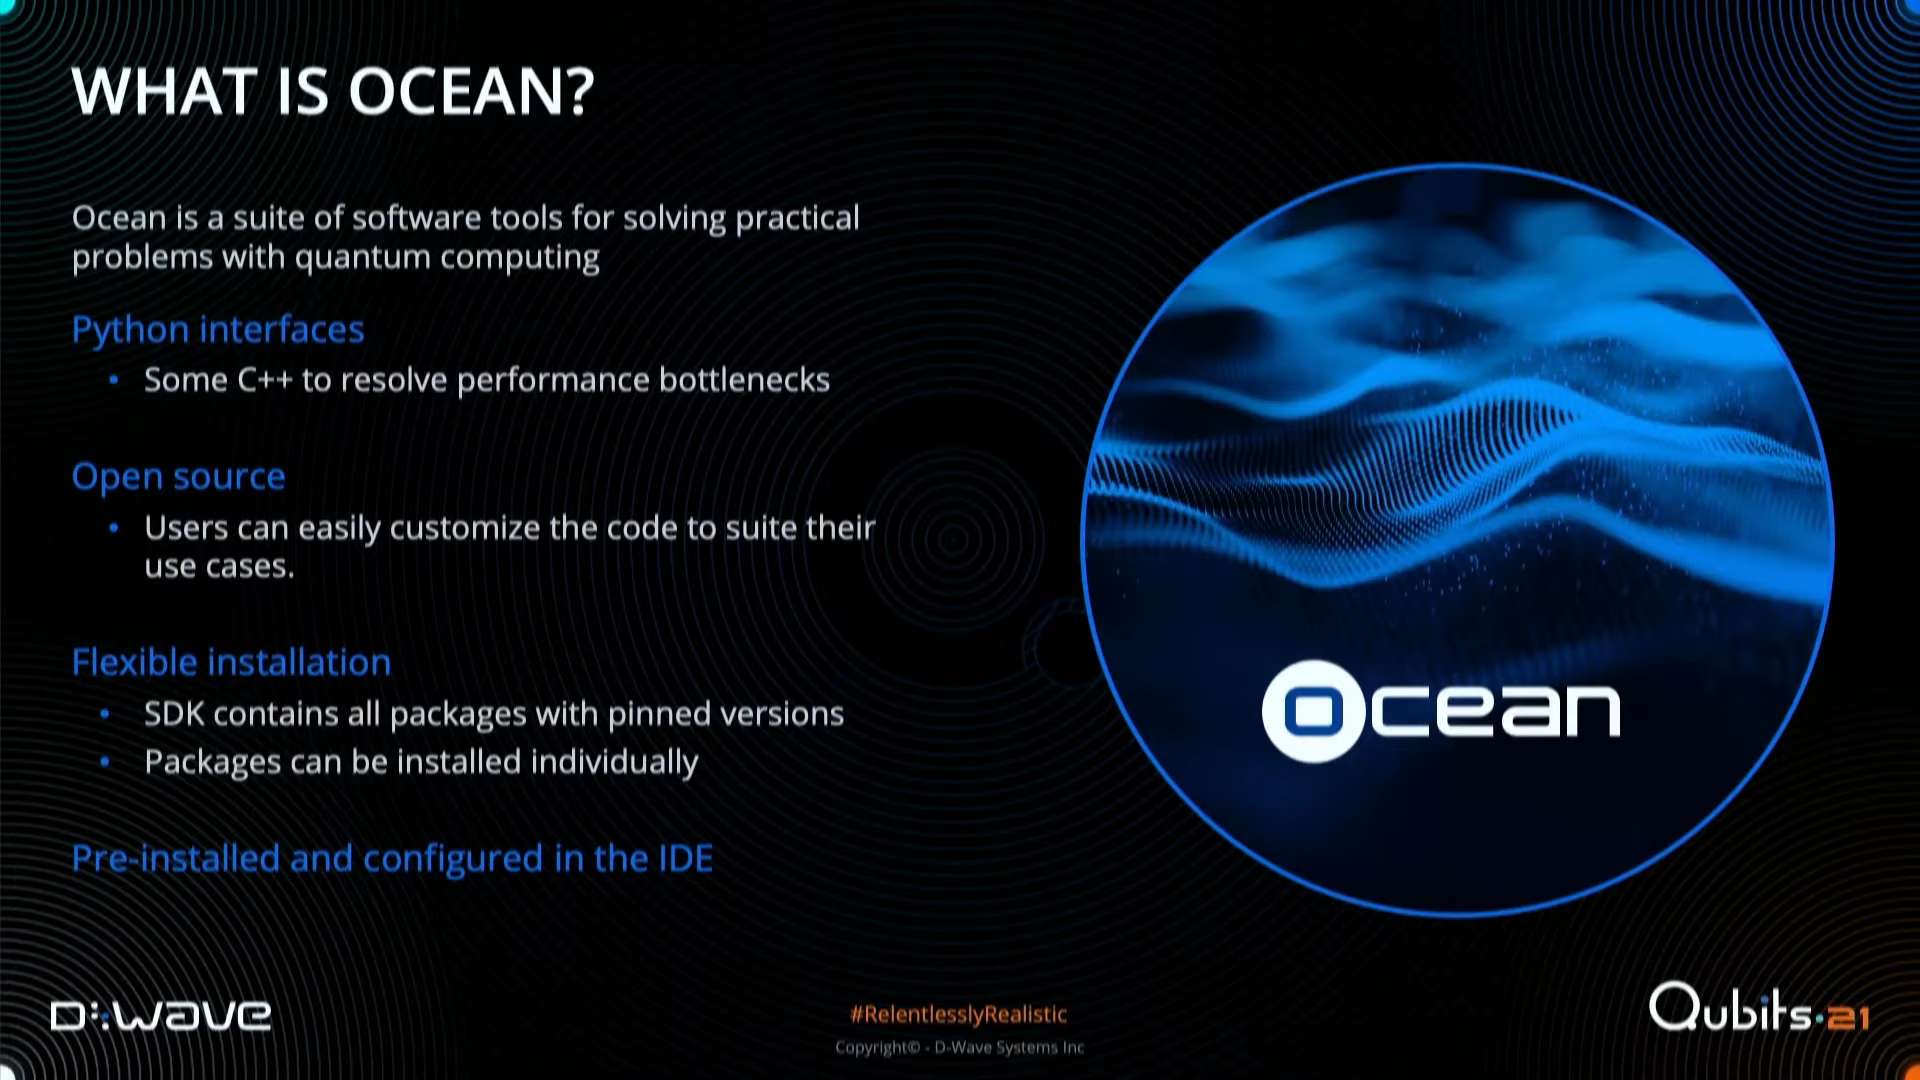 WHAT IS OCEAN?
Ocean is a suite of software tools for solving practical
problems with quantum computing
Python interfaces
• Some C++ to resolve performance bottlenecks
Open source
• Users can easily customize the code to suite their
use cases.
Flexible installation
• SDK contains all packages with pinned versions
• Packages can be installed individually
Pre-installed and configured in the IDE
ocean
D:Wave
#RelentlesslyRealistic
Copyright© - D-Wave Systems Inc
Qubits.21